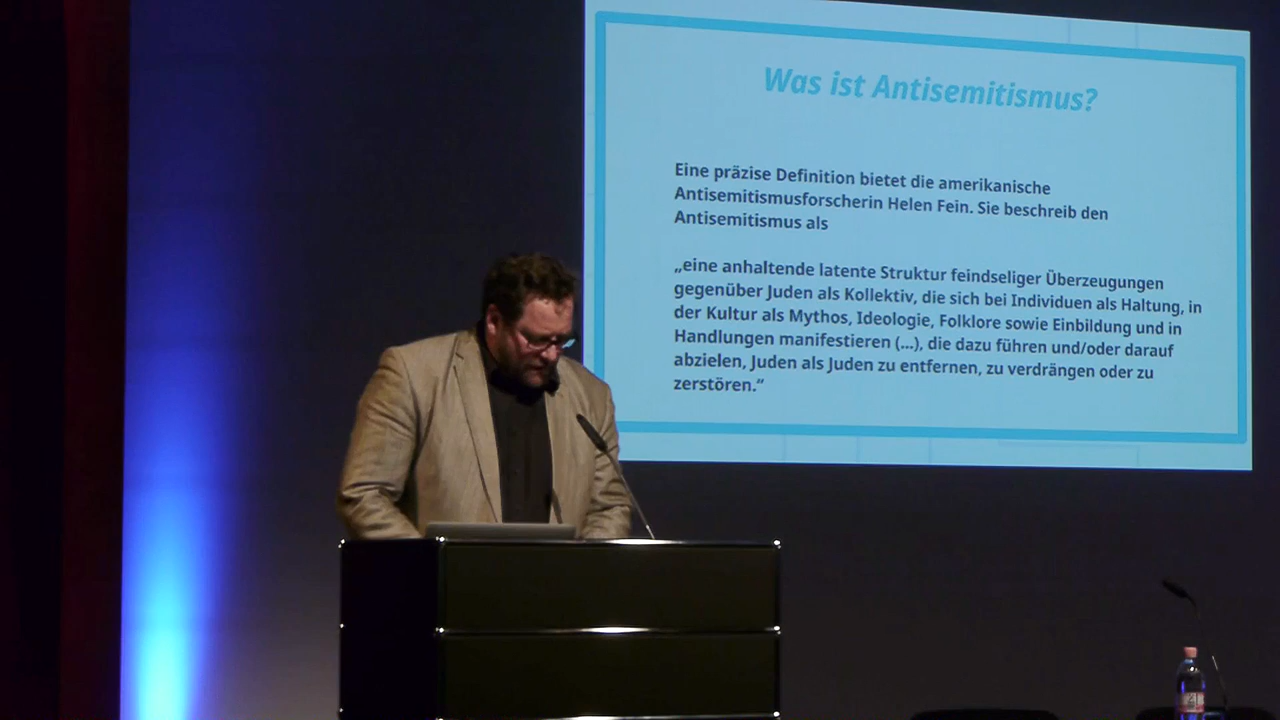 Was ist Antisemitismus?
Eine präzise Definition bietet die amerikanische
Antisemitismusforscherin Helen Fein. Sie beschreib den
Antisemitismus als
„eine anhaltende latente Struktur feindseliger Überzeugungen
gegenüber Juden als Kollektiv, die sich bei Individuen als Haltung, in
der Kultur als Mythos, Ideologie, Folklore sowie Einbildung und in
Handlungen manifestieren (...), die dazu führen und/oder darauf
abzielen, Juden als Juden zu entfernen, zu verdrängen oder zu
zerstören.“